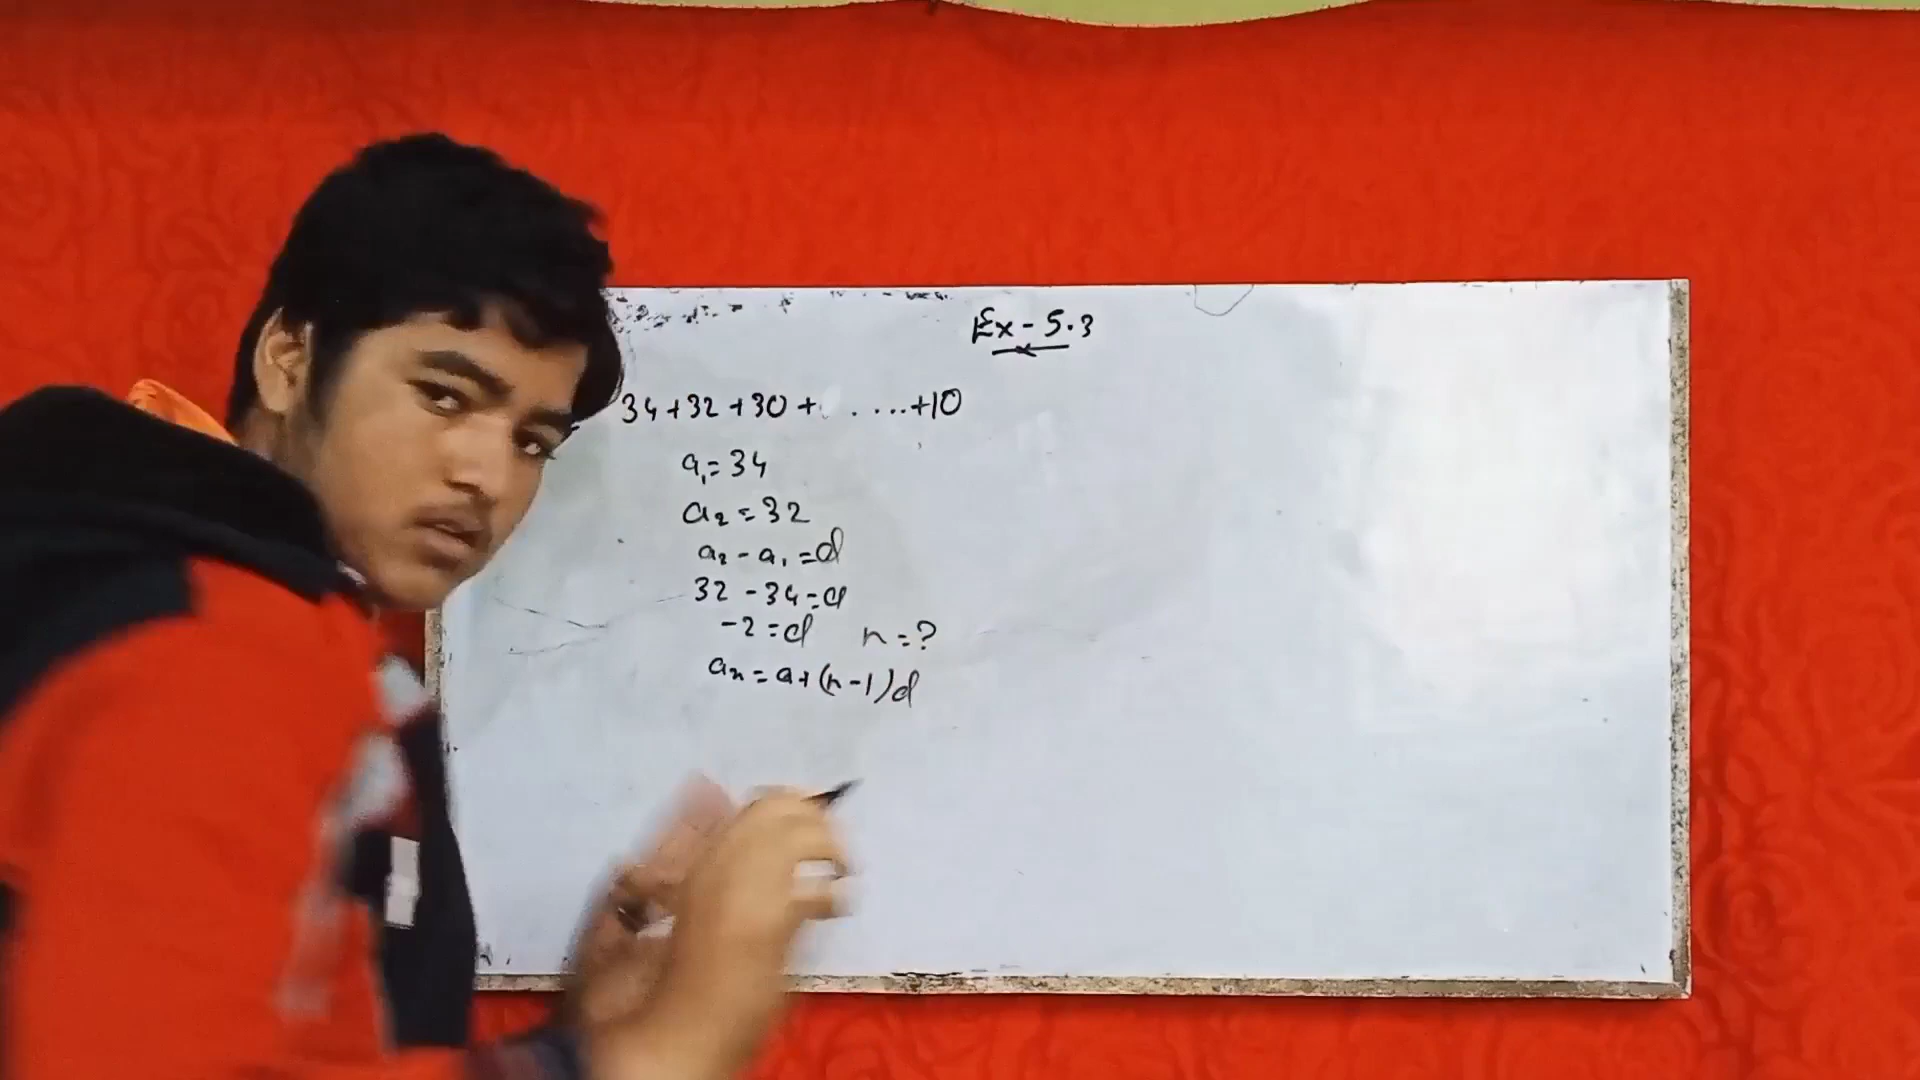 Ex - 5.3
34 + 32 + 30 + . .... + 10
a₁ = 34
a₂ = 32
a₂ - a₁ = d
32 - 34 = d
-2 = d n = ?
aₙ = a + (n - 1) d